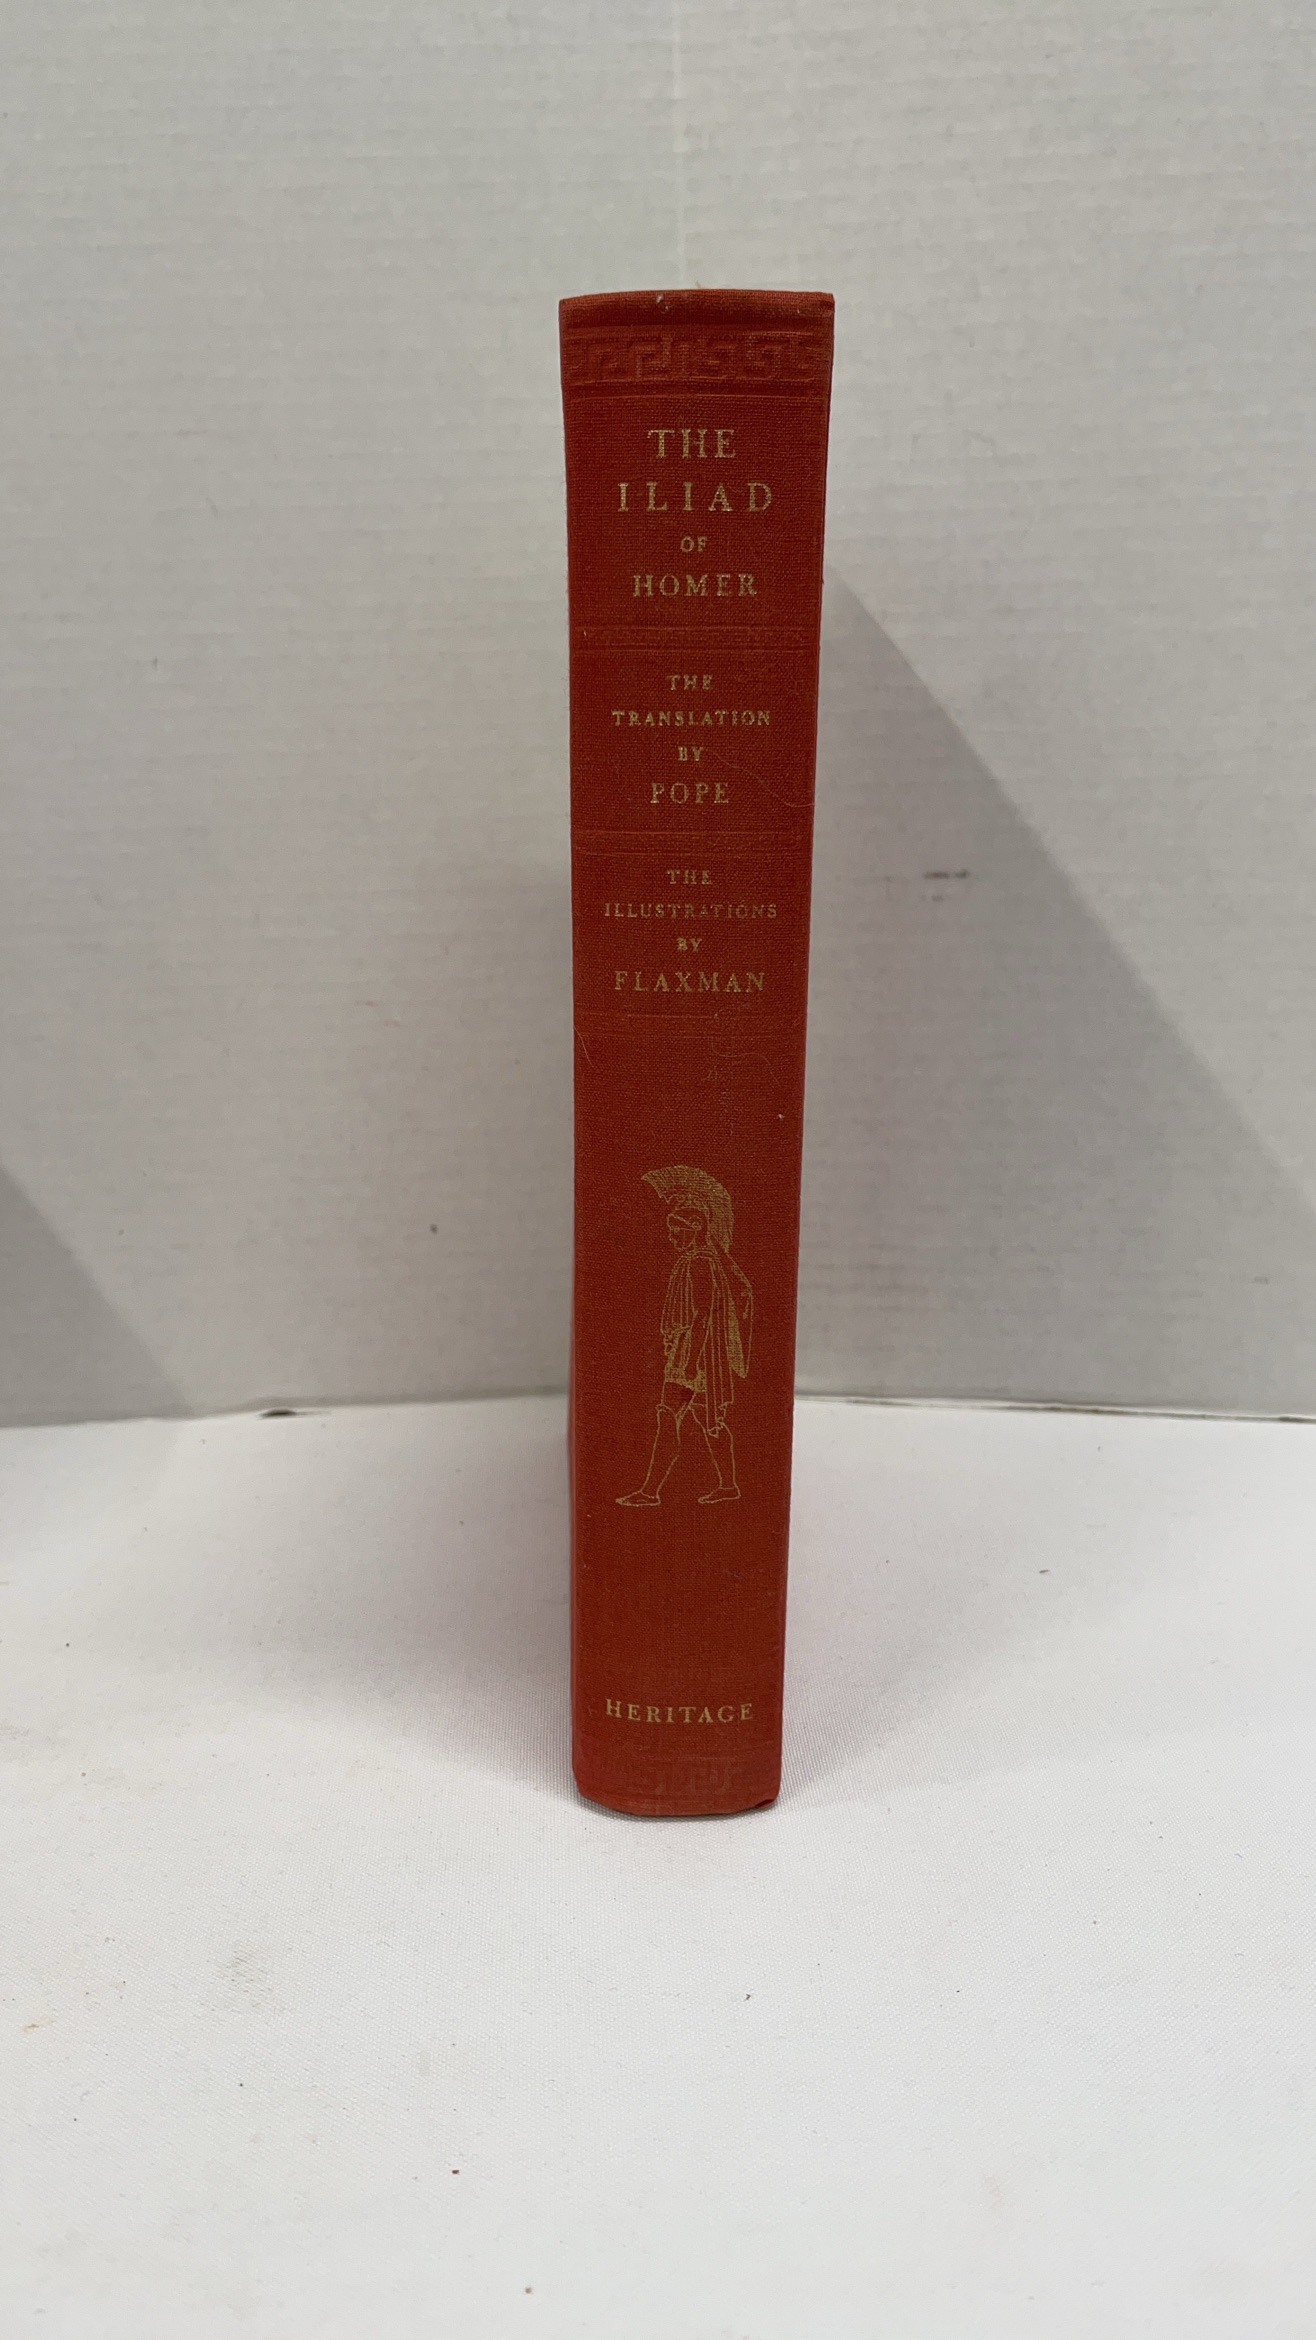 THE
ILIAD
OF
HOMER
THE
TRANSLATION
BY
POPE
THE
ILLUSTRATIONS
BY
FLAXMAN
HERITAGE